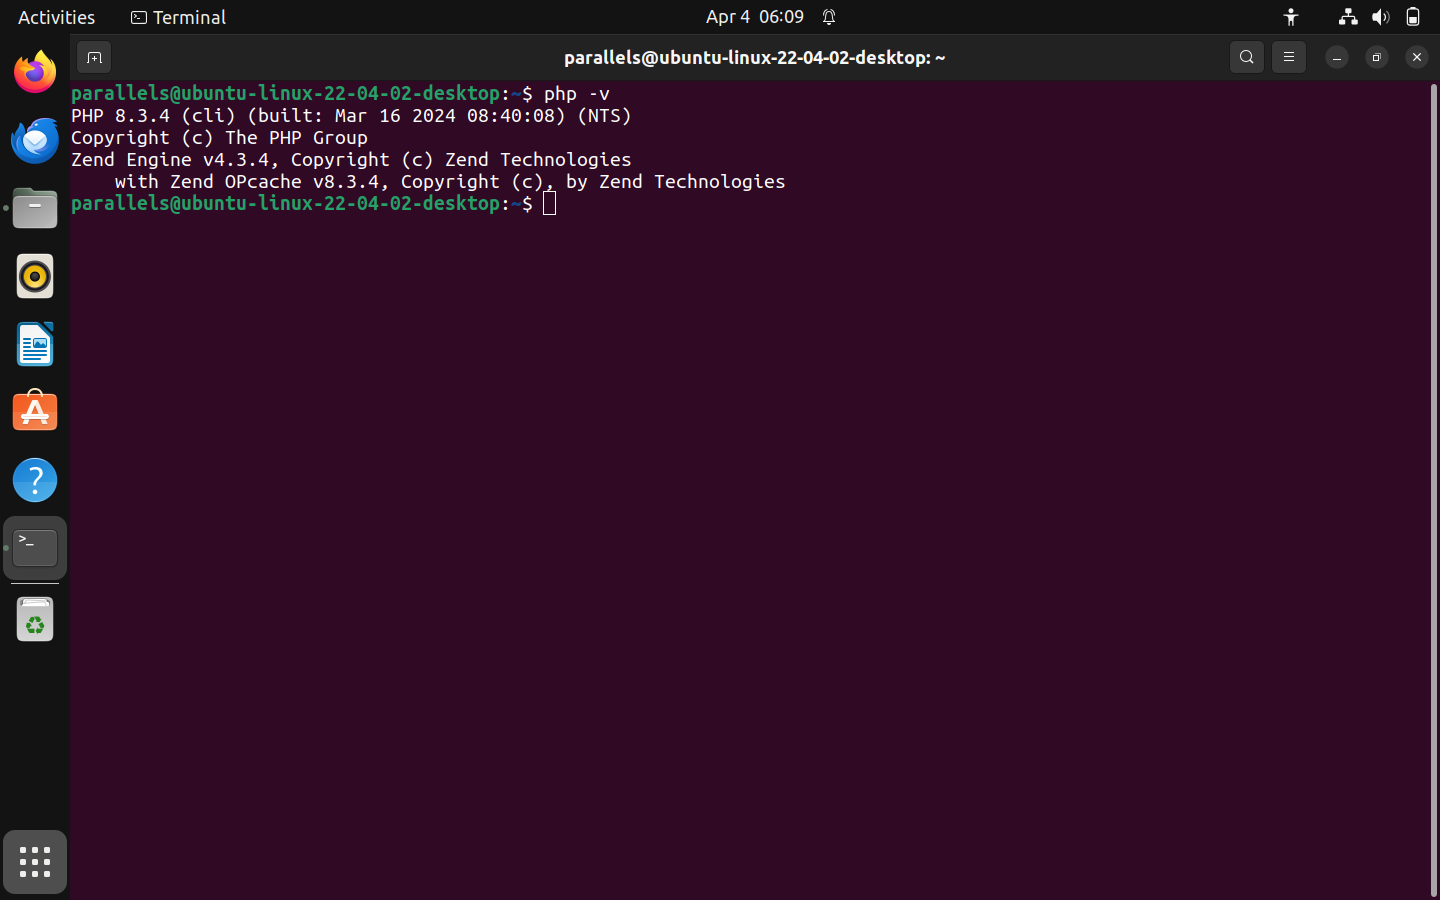 Activities Terminal Apr 4 06:09
parallels@ubuntu-linux-22-04-02-desktop: ~
parallels@ubuntu-linux-22-04-02-desktop:~$ php -v
PHP 8.3.4 (cli) (built: Mar 16 2024 08:40:08) (NTS)
Copyright (c) The PHP Group
Zend Engine v4.3.4, Copyright (c) Zend Technologies
    with Zend OPcache v8.3.4, Copyright (c), by Zend Technologies
parallels@ubuntu-linux-22-04-02-desktop:~$